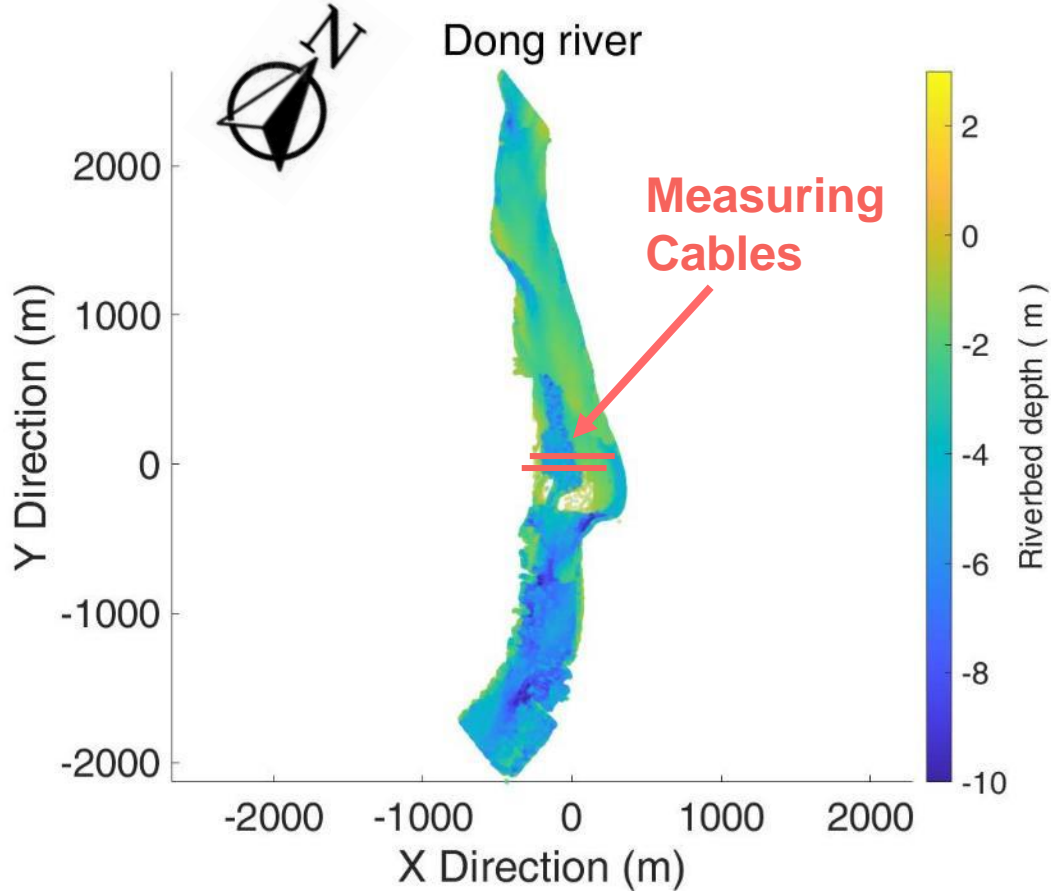 N
Dong river
Measuring
Cables
Y Direction (m)
2000
1000
0
-1000
-2000
-2000
-1000
0
1000
2000
X Direction (m)
2
0
-2
-4
-6
-8
-10
Riverbed depth ( m )